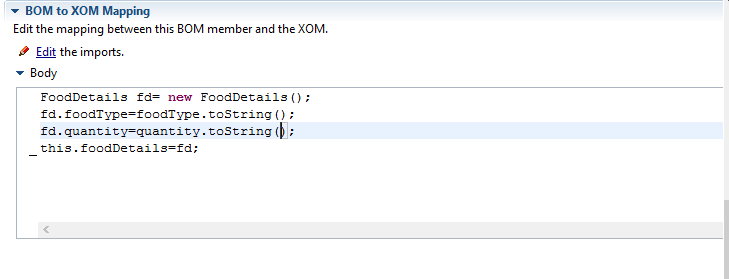 BOM to XOM Mapping
Edit the mapping between this BOM member and the XOM.
Edit the imports.
Body
FoodDetails fd= new FoodDetails();
fd.foodType=foodType.toString();
fd.quantity=quantity.toString();
this.foodDetails=fd;